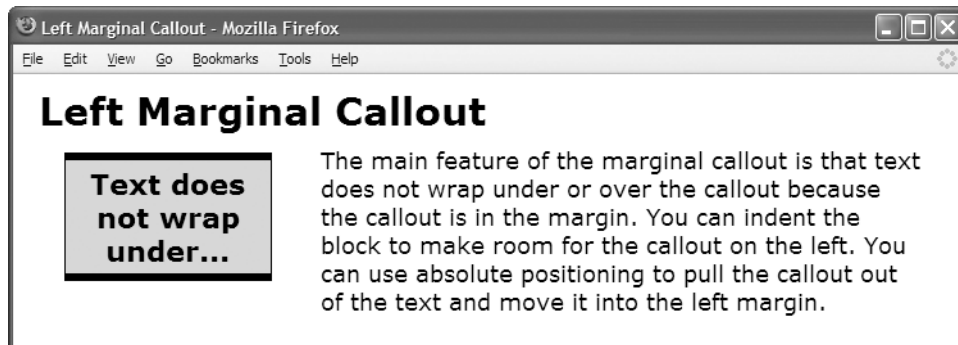 Left Marginal Callout - Mozilla Firefox
File Edit View Go Bookmarks Tools Help
Left Marginal Callout
Text does
not wrap
under...
The main feature of the marginal callout is that text
does not wrap under or over the callout because
the callout is in the margin. You can indent the
block to make room for the callout on the left. You
can use absolute positioning to pull the callout out
of the text and move it into the left margin.